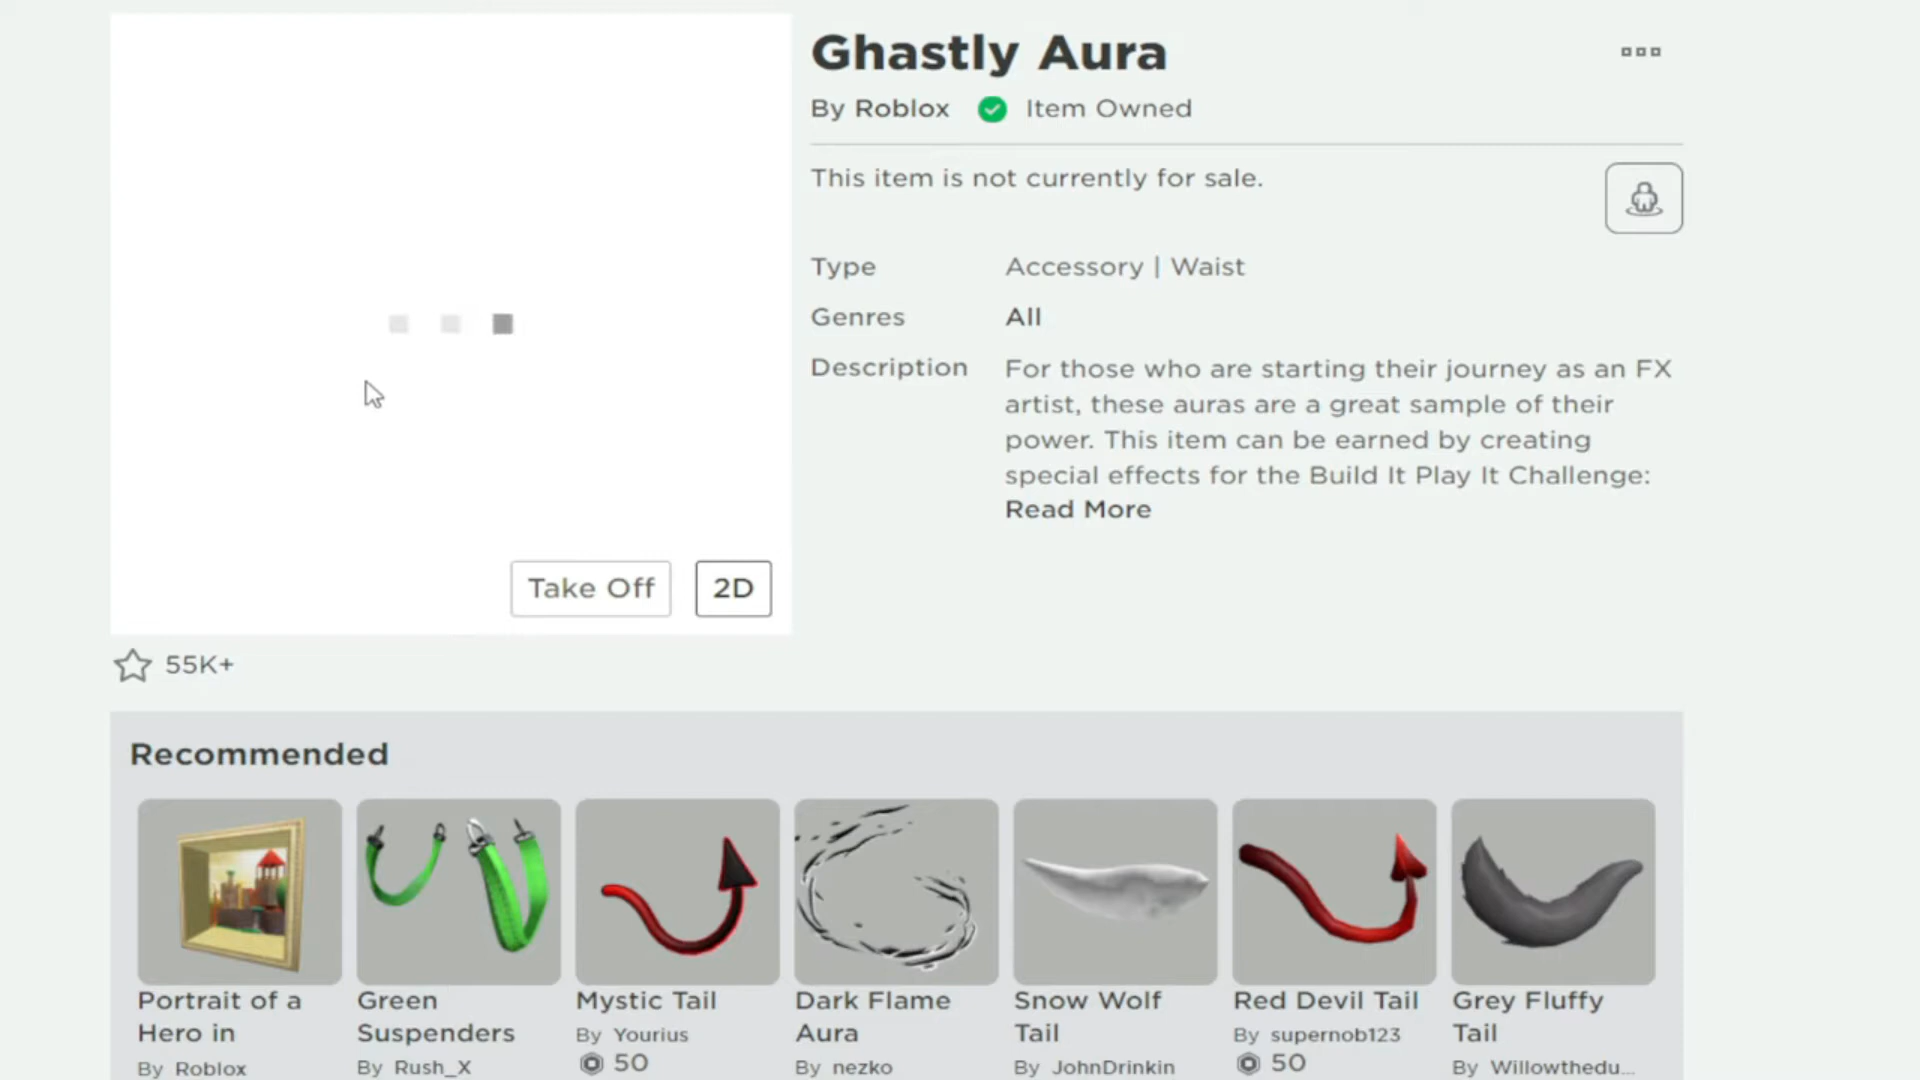 Ghastly Aura
By Roblox Item Owned
This item is not currently for sale.
Type Accessory | Waist
Genres All
Description For those who are starting their journey as an FX
artist, these auras are a great sample of their
power. This item can be earned by creating
special effects for the Build It Play It Challenge:
Read More
Take Off 2D
55K+
Recommended
Portrait of a
Hero in
By Roblox
Green
Suspenders
By Rush_X
Mystic Tail
By Yourius
50
Dark Flame
Aura
By nezko
Snow Wolf
Tail
By JohnDrinkin
Red Devil Tail
By supernob123
50
Grey Fluffy
Tail
By Willowthedu...